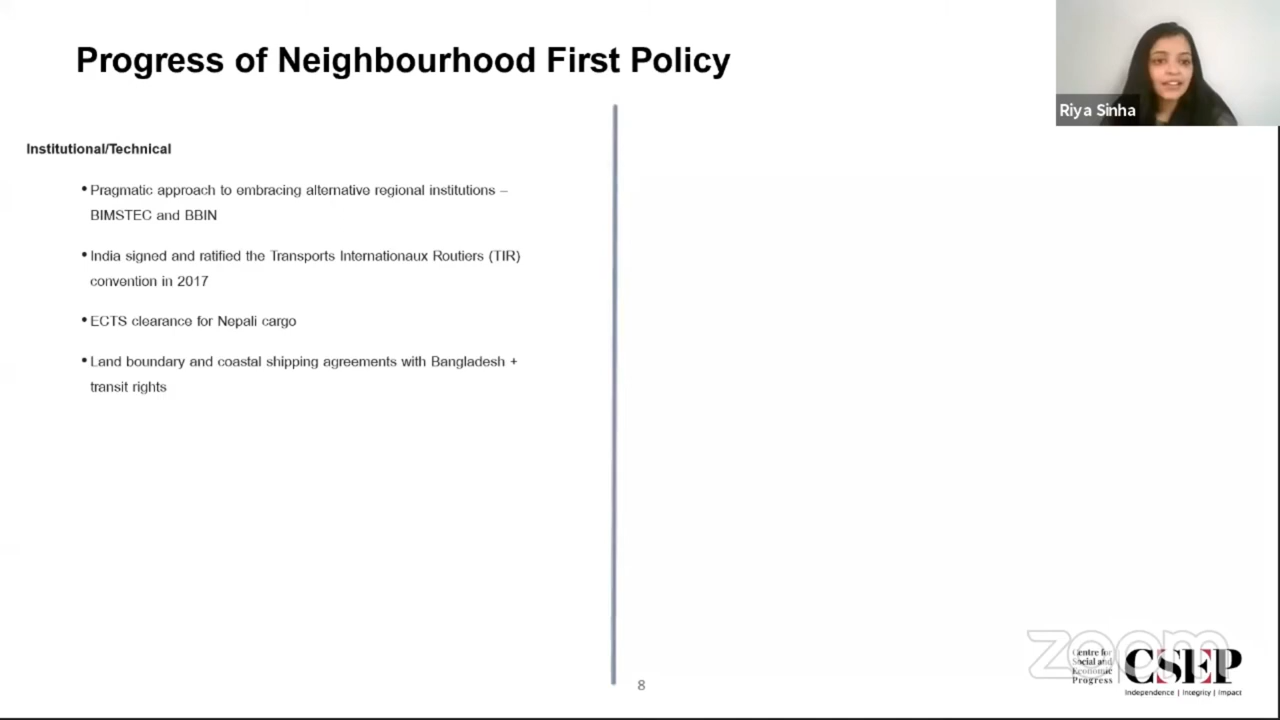 Progress of Neighbourhood First Policy
Riya Sinha
Institutional/Technical
• Pragmatic approach to embracing alternative regional institutions –
BIMSTEC and BBIN
• India signed and ratified the Transports Internationaux Routiers (TIR)
convention in 2017
• ECTS clearance for Nepali cargo
• Land boundary and coastal shipping agreements with Bangladesh +
transit rights
8
zoom
Centre for
Social and
Economic
Progress
CSEP
Independence | Integrity | Impact